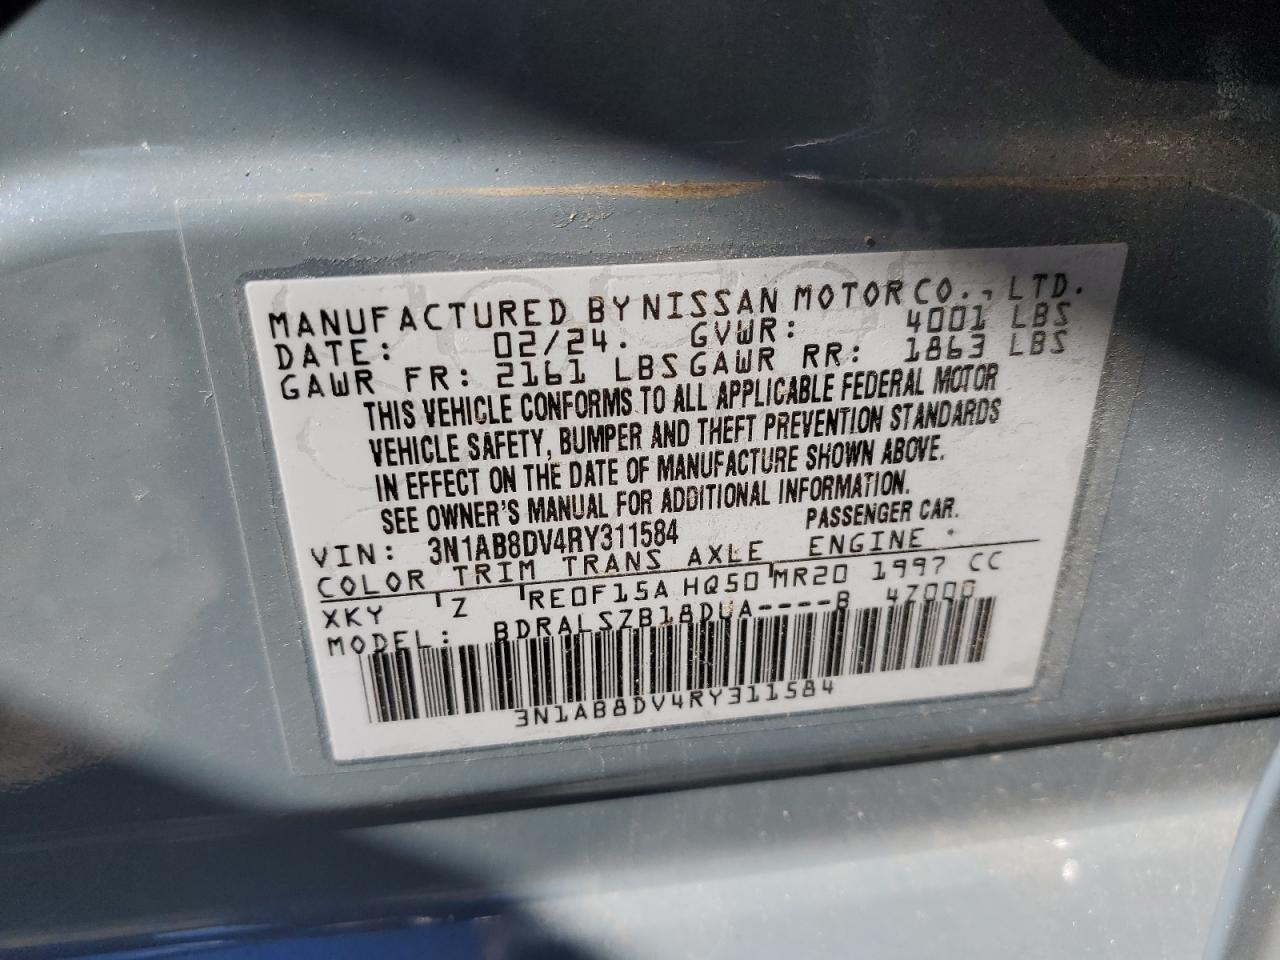 MANUFACTURED BY NISSAN MOTOR CO., LTD.
DATE: 02/24. GVWR: 4001 LBS
GAWR FR: 2161 LBS GAWR RR: 1863 LBS
THIS VEHICLE CONFORMS TO ALL APPLICABLE FEDERAL MOTOR
VEHICLE SAFETY, BUMPER AND THEFT PREVENTION STANDARDS
IN EFFECT ON THE DATE OF MANUFACTURE SHOWN ABOVE.
SEE OWNER'S MANUAL FOR ADDITIONAL INFORMATION.
VIN: 3N1AB8DV4RY311584 PASSENGER CAR.
COLOR TRIM TRANS AXLE ENGINE
XKY Z RE0F15A HQ50 MR20 1997 CC
MODEL: BDRALSZB18DUA----B 47000
3N1AB8DV4RY311584